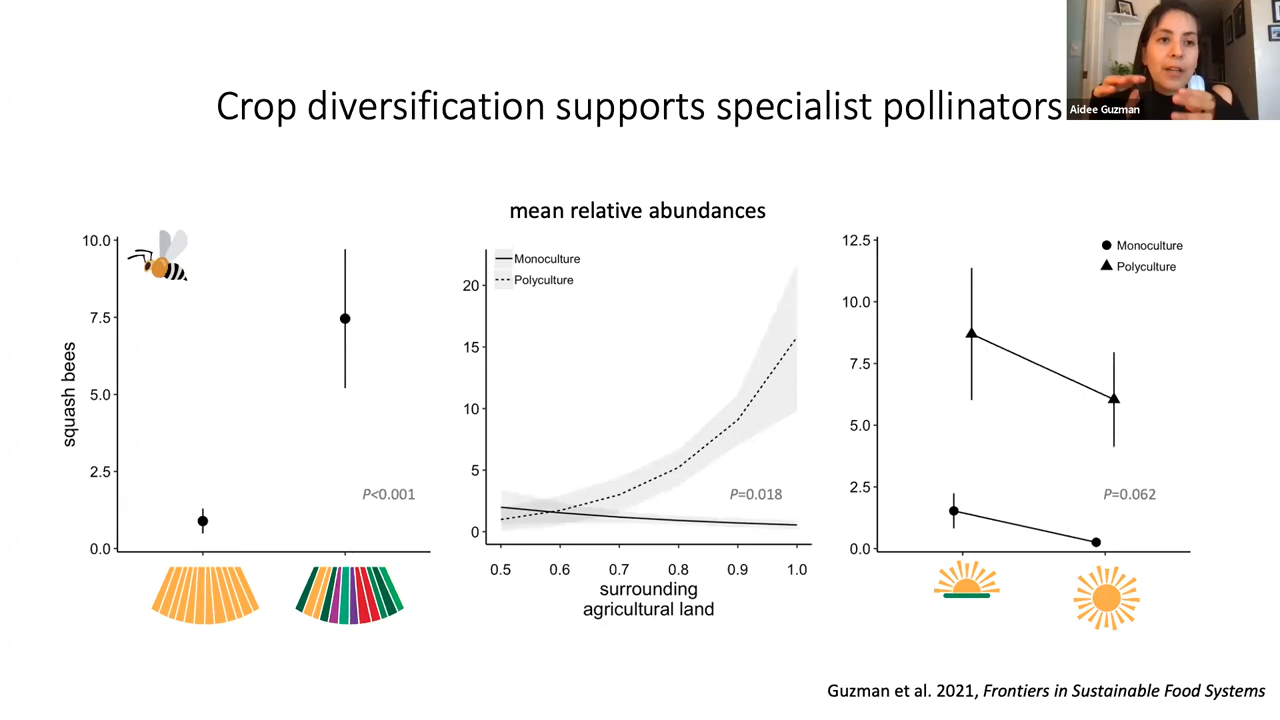 Aidee Guzman
Crop diversification supports specialist pollinators
mean relative abundances
squash bees
10.0
7.5
5.0
2.5
0.0
P<0.001
Monoculture
Polyculture
20
15
10
5
0
P=0.018
0.5 0.6 0.7 0.8 0.9 1.0
surrounding
agricultural land
12.5
10.0
7.5
5.0
2.5
0.0
Monoculture
Polyculture
P=0.062
Guzman et al. 2021, Frontiers in Sustainable Food Systems